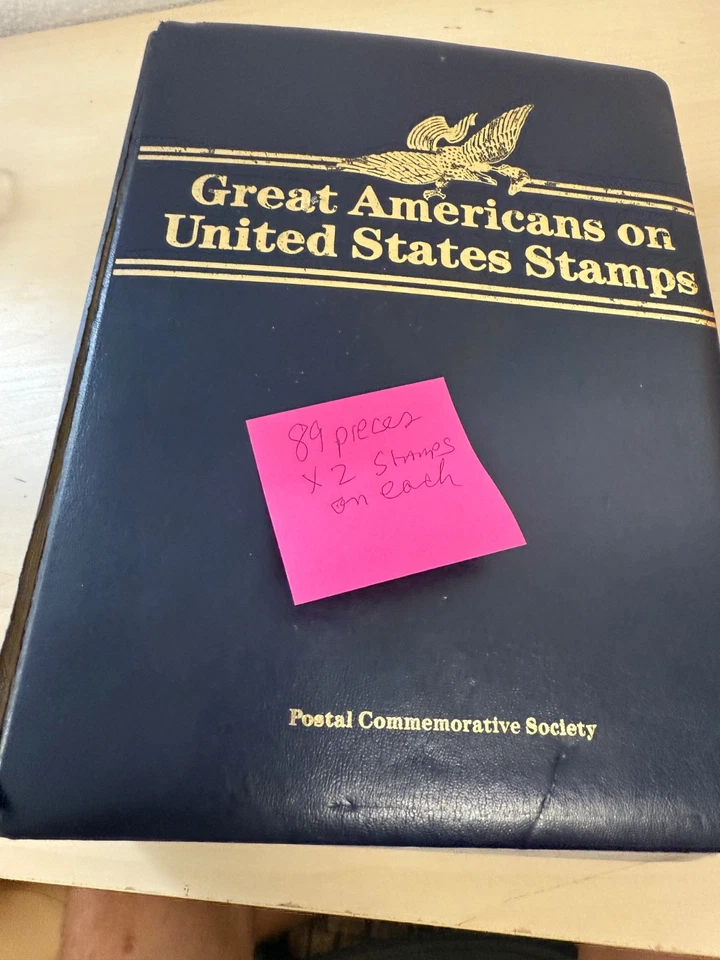 Great Americans on
United States Stamps
89 pieces
x 2 stamps
on each
Postal Commemorative Society